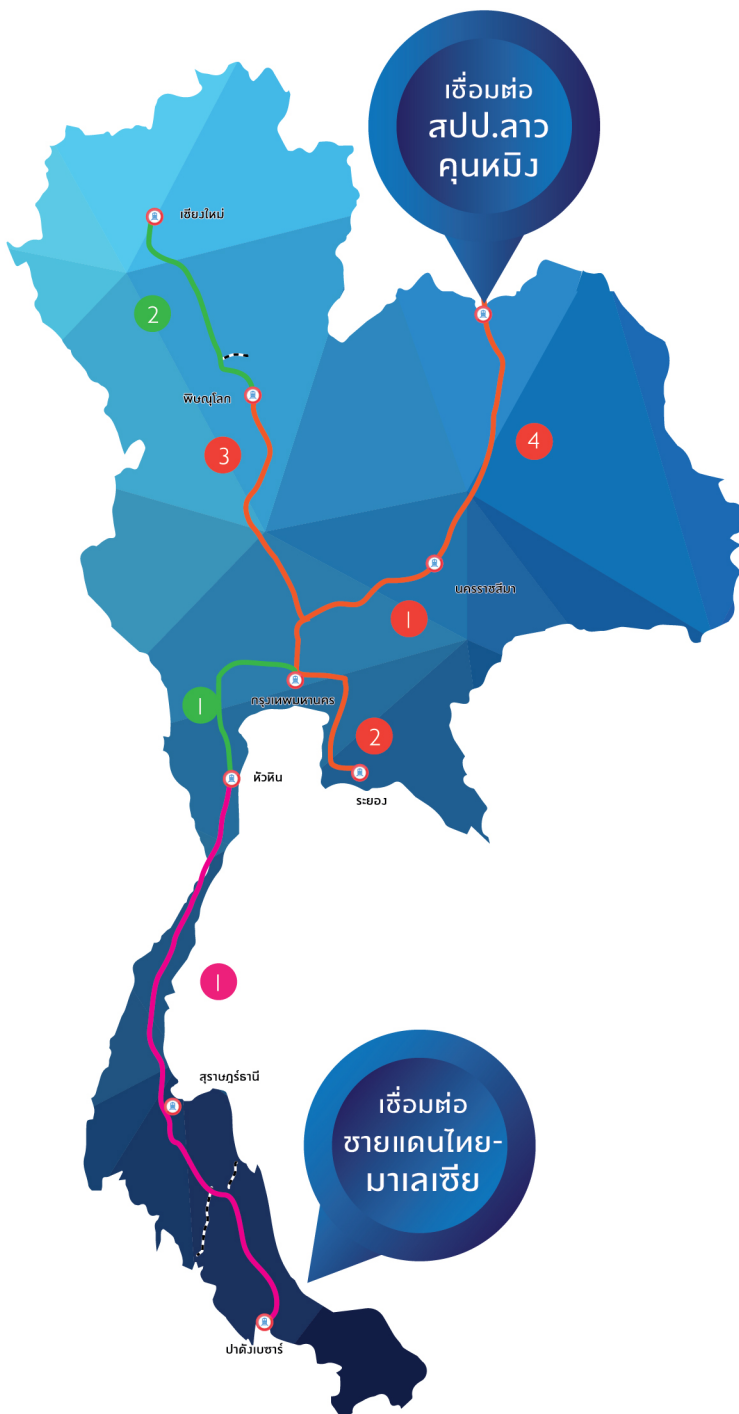 เชื่อมต่อ
สปป.ลาว
คุนหมิง
เชียงใหม่
2
พิษณุโลก
3
4
นครราชสีมา
1
กรุงเทพมหานคร
1
2
หัวหิน
ระยอง
1
สุราษฎร์ธานี
เชื่อมต่อ
ชายแดนไทย-
มาเลเซีย
ปาดังเบซาร์